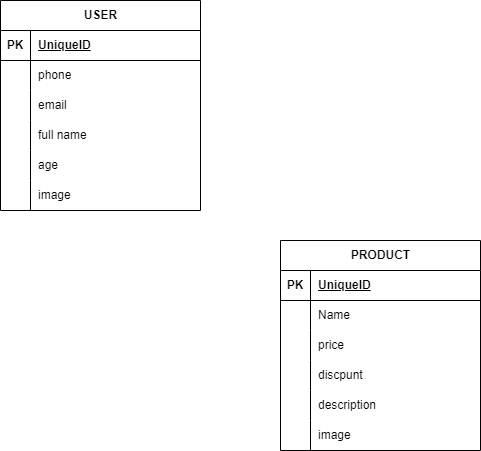 USER
PK UniqueID
phone
email
full name
age
image
PRODUCT
PK UniqueID
Name
price
discpunt
description
image